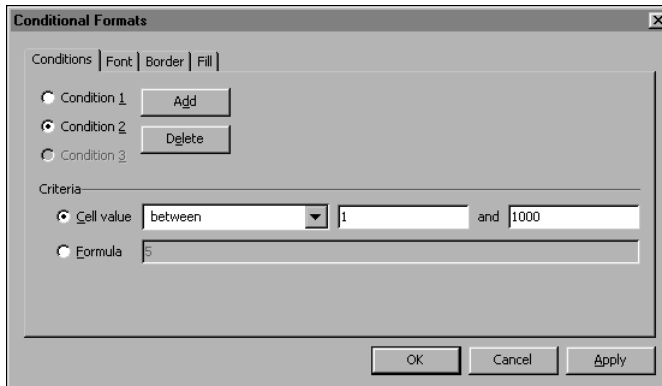 Conditional Formats
Conditions Font Border Fill
Condition 1 Add
Condition 2
Delete
Condition 3
Criteria
Cell value between 1 and 1000
Formula 5
OK Cancel Apply